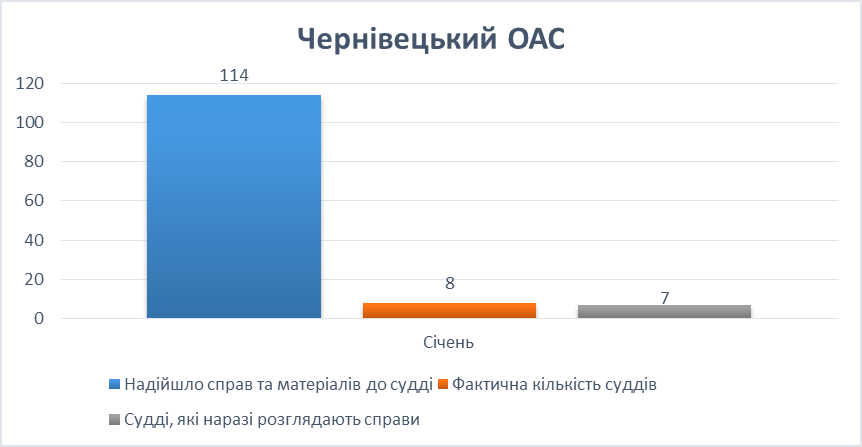 Чернівецький ОАС
114
120
100
80
60
40
20
0
8
7
Січень
Надійшло справ та матеріалів до судді
Фактична кількість суддів
Судді, які наразі розглядають справи